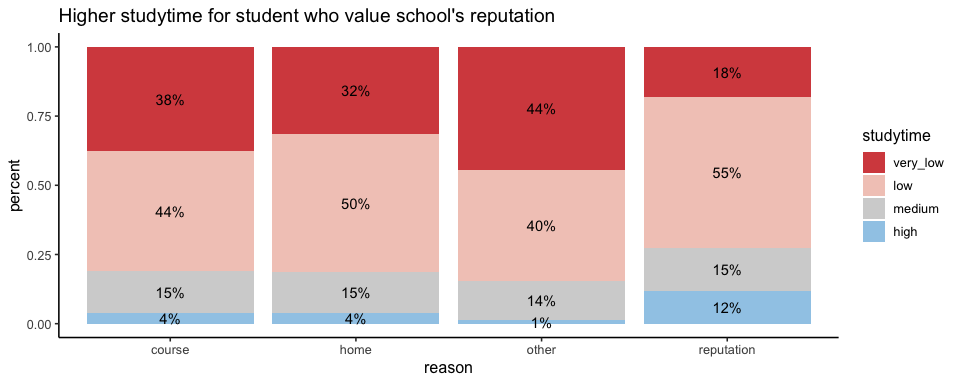 Higher studytime for student who value school's reputation
1.00
0.75
0.50
0.25
0.00
percent
38%
44%
15%
4%
32%
50%
15%
4%
44%
40%
14%
1%
18%
55%
15%
12%
course
home
other
reputation
reason
studytime
very_low
low
medium
high